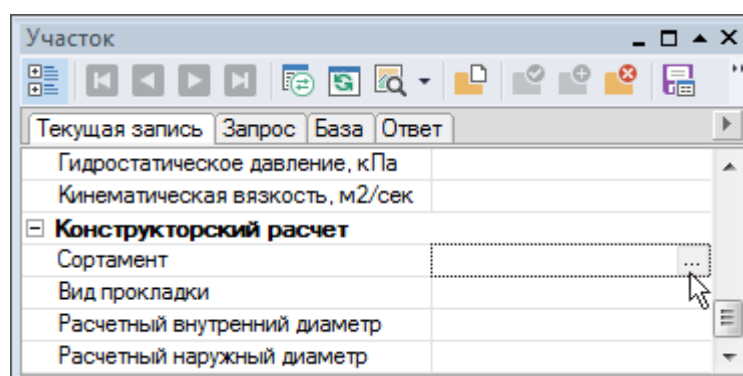 Участок
Текущая запись Запрос База Ответ
Гидростатическое давление, кПа
Кинематическая вязкость, м2/сек
Конструкторский расчет
Сортамент ...
Вид прокладки
Расчетный внутренний диаметр
Расчетный наружный диаметр